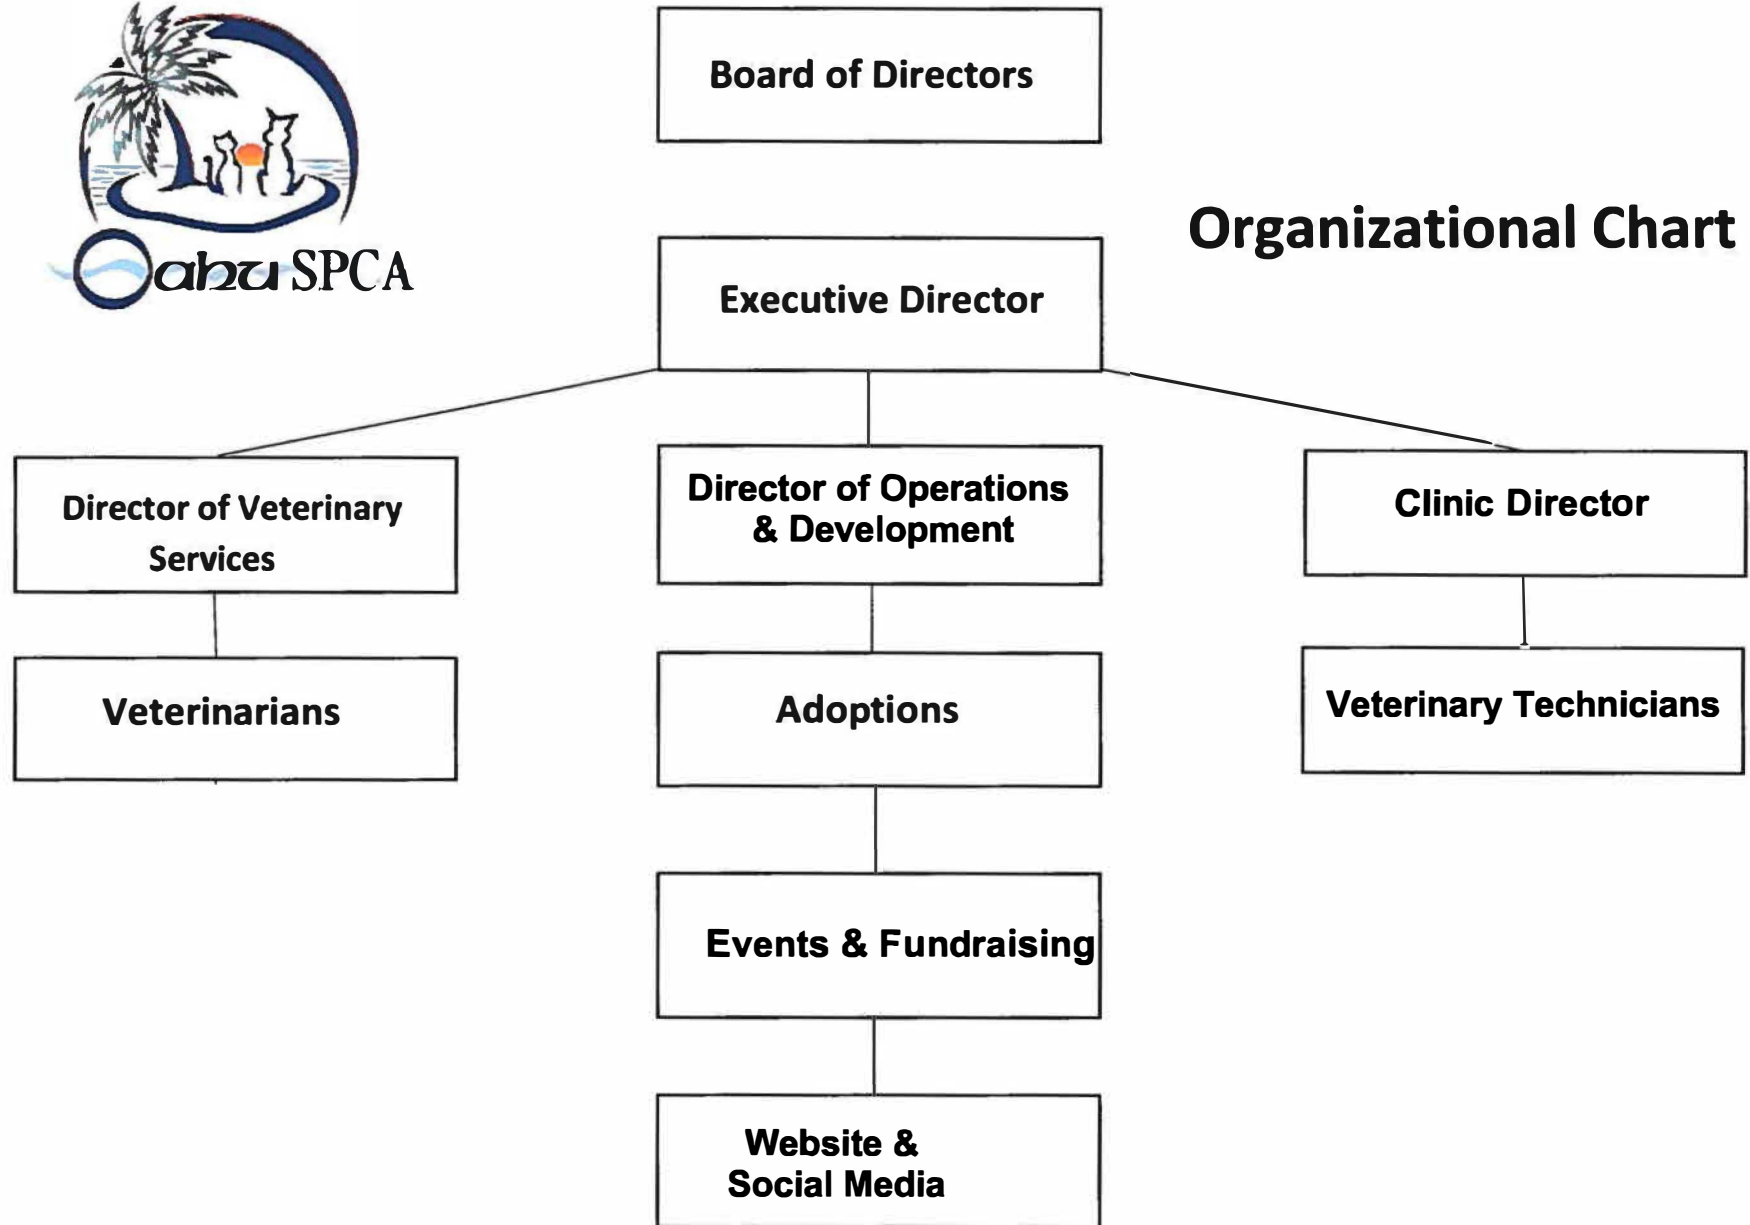 Board of Directors
Organizational Chart
Oahu SPCA
Executive Director
Director of Veterinary
Services
Director of Operations
& Development
Clinic Director
Veterinarians
Adoptions
Veterinary Technicians
Events & Fundraising
Website &
Social Media